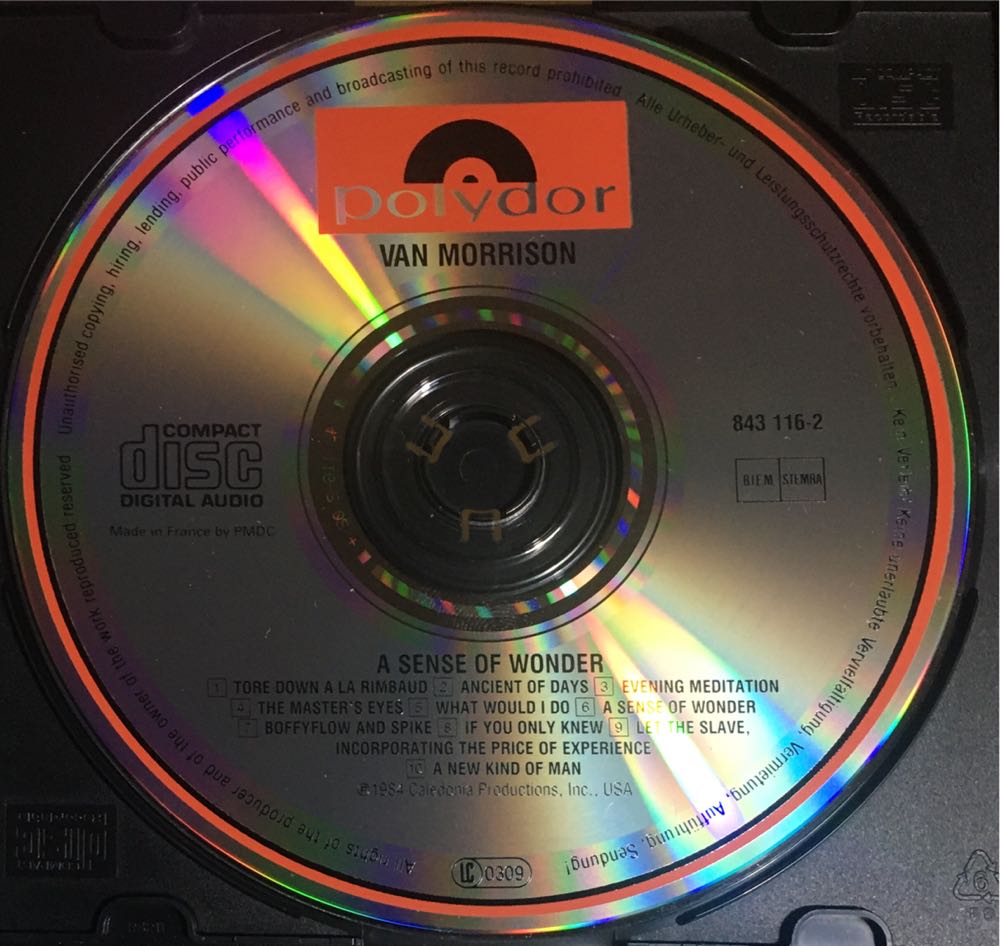 polydor
VAN MORRISON
COMPACT
disc
DIGITAL AUDIO
Made in France by PMDC
843 116-2
BIEM STEMRA
A SENSE OF WONDER
1 TORE DOWN A LA RIMBAUD 2 ANCIENT OF DAYS 3 EVENING MEDITATION
4 THE MASTER'S EYES 5 WHAT WOULD I DO 6 A SENSE OF WONDER
7 BOFFYFLOW AND SPIKE 8 IF YOU ONLY KNEW 9 LET THE SLAVE,
INCORPORATING THE PRICE OF EXPERIENCE
10 A NEW KIND OF MAN
℗1984 Caledonia Productions, Inc., USA
LC 0309
All rights of the producer and of the owner of the work reproduced reserved Unauthorised copying, hiring, lending, public performance and broadcasting of this record prohibited Alle Urheber- und Leistungsschutzrechte vorbehalten. Kein Verleih! Keine unerlaubte Vervielfältigung, Vermietung, Aufführung, Sendung!
COMPACT
disc
Recordable